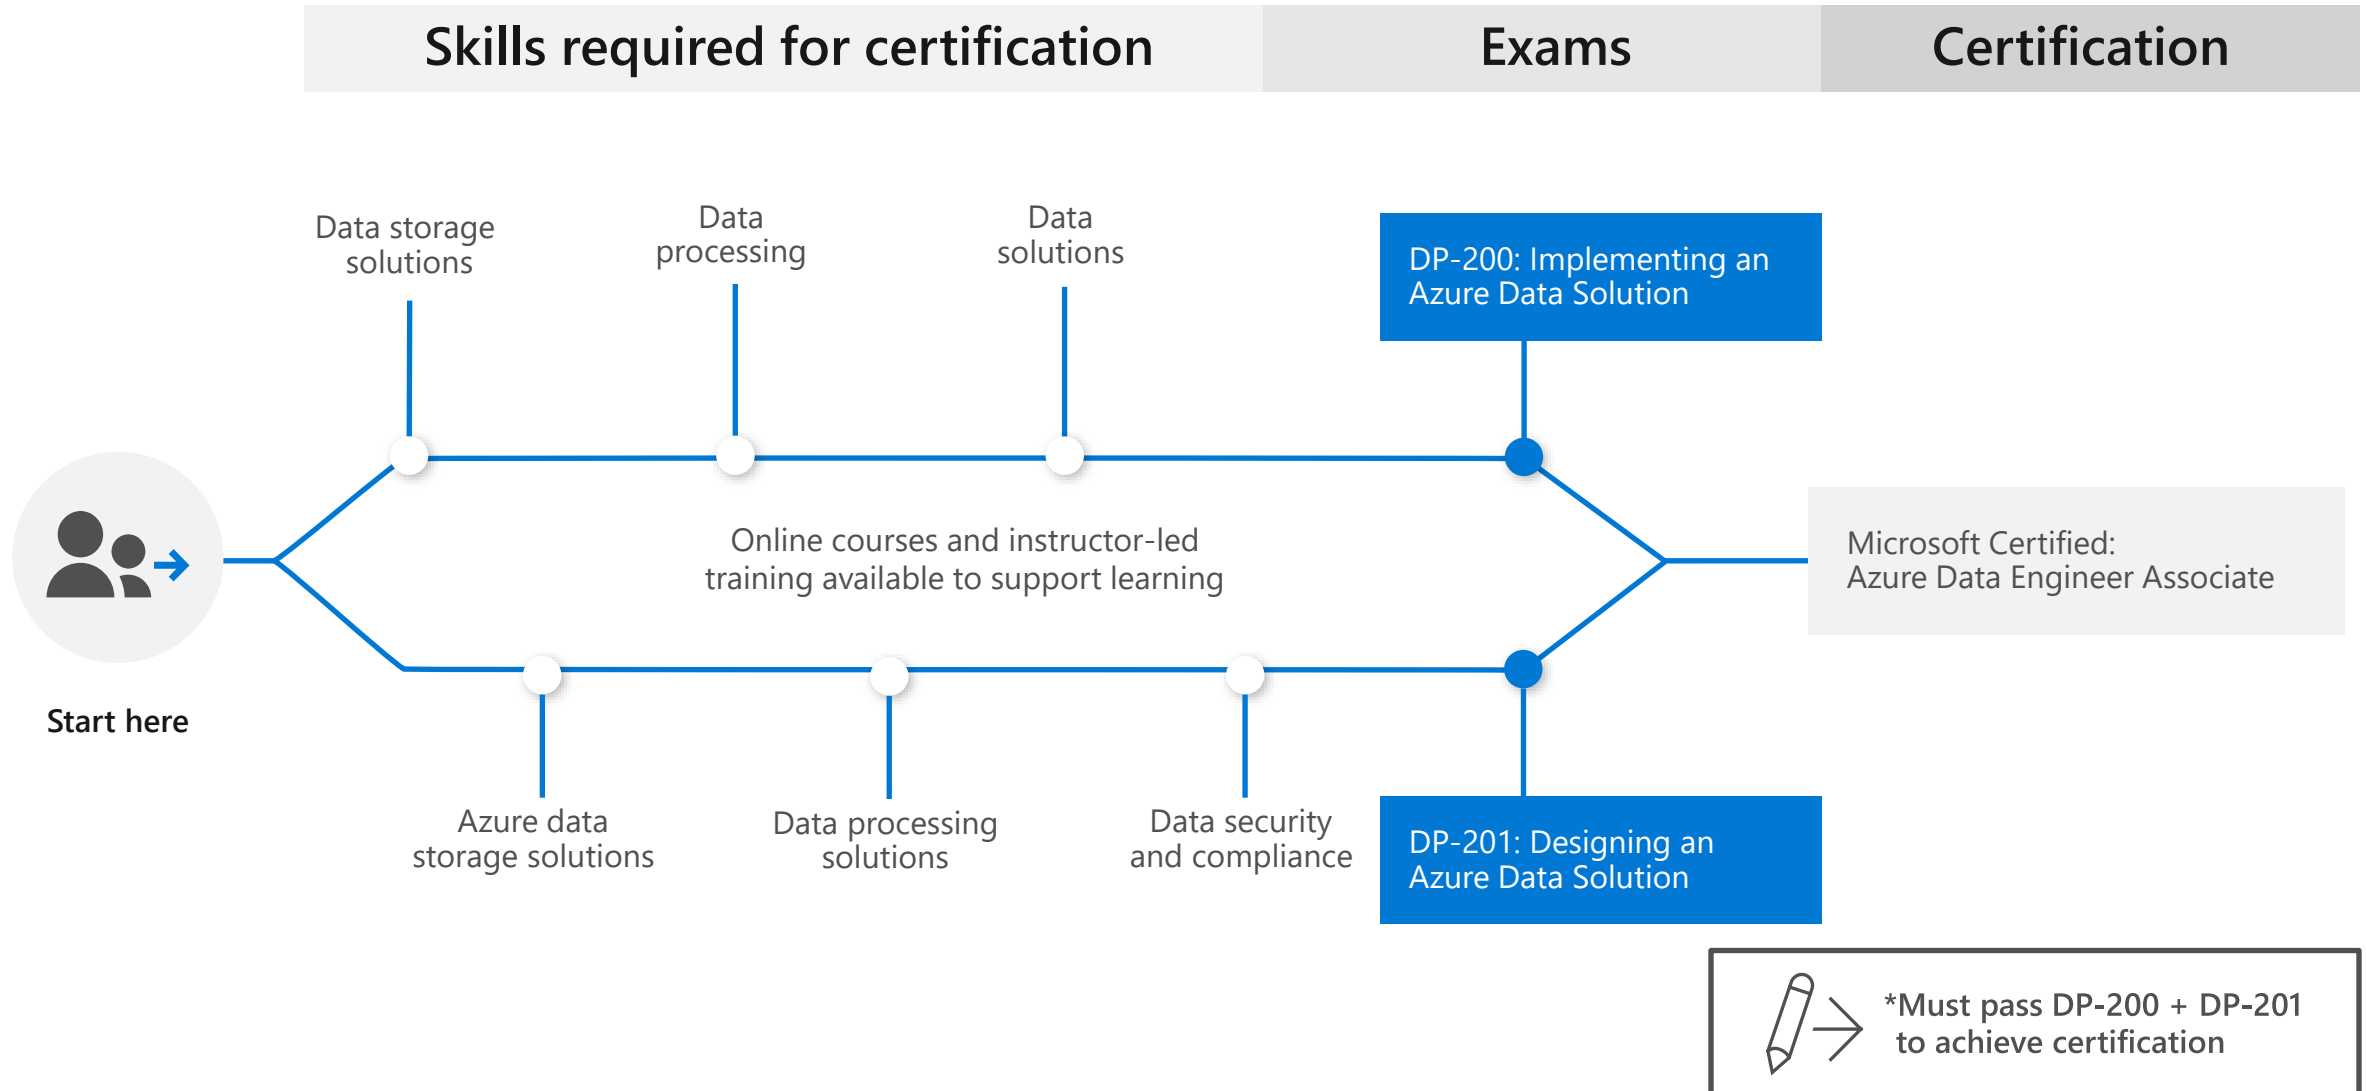 Skills required for certification
Exams
Certification
Data storage
solutions
Data
processing
Data
solutions
DP-200: Implementing an
Azure Data Solution
Online courses and instructor-led
training available to support learning
Microsoft Certified:
Azure Data Engineer Associate
Start here
Azure data
storage solutions
Data processing
solutions
Data security
and compliance
DP-201: Designing an
Azure Data Solution
*Must pass DP-200 + DP-201
to achieve certification